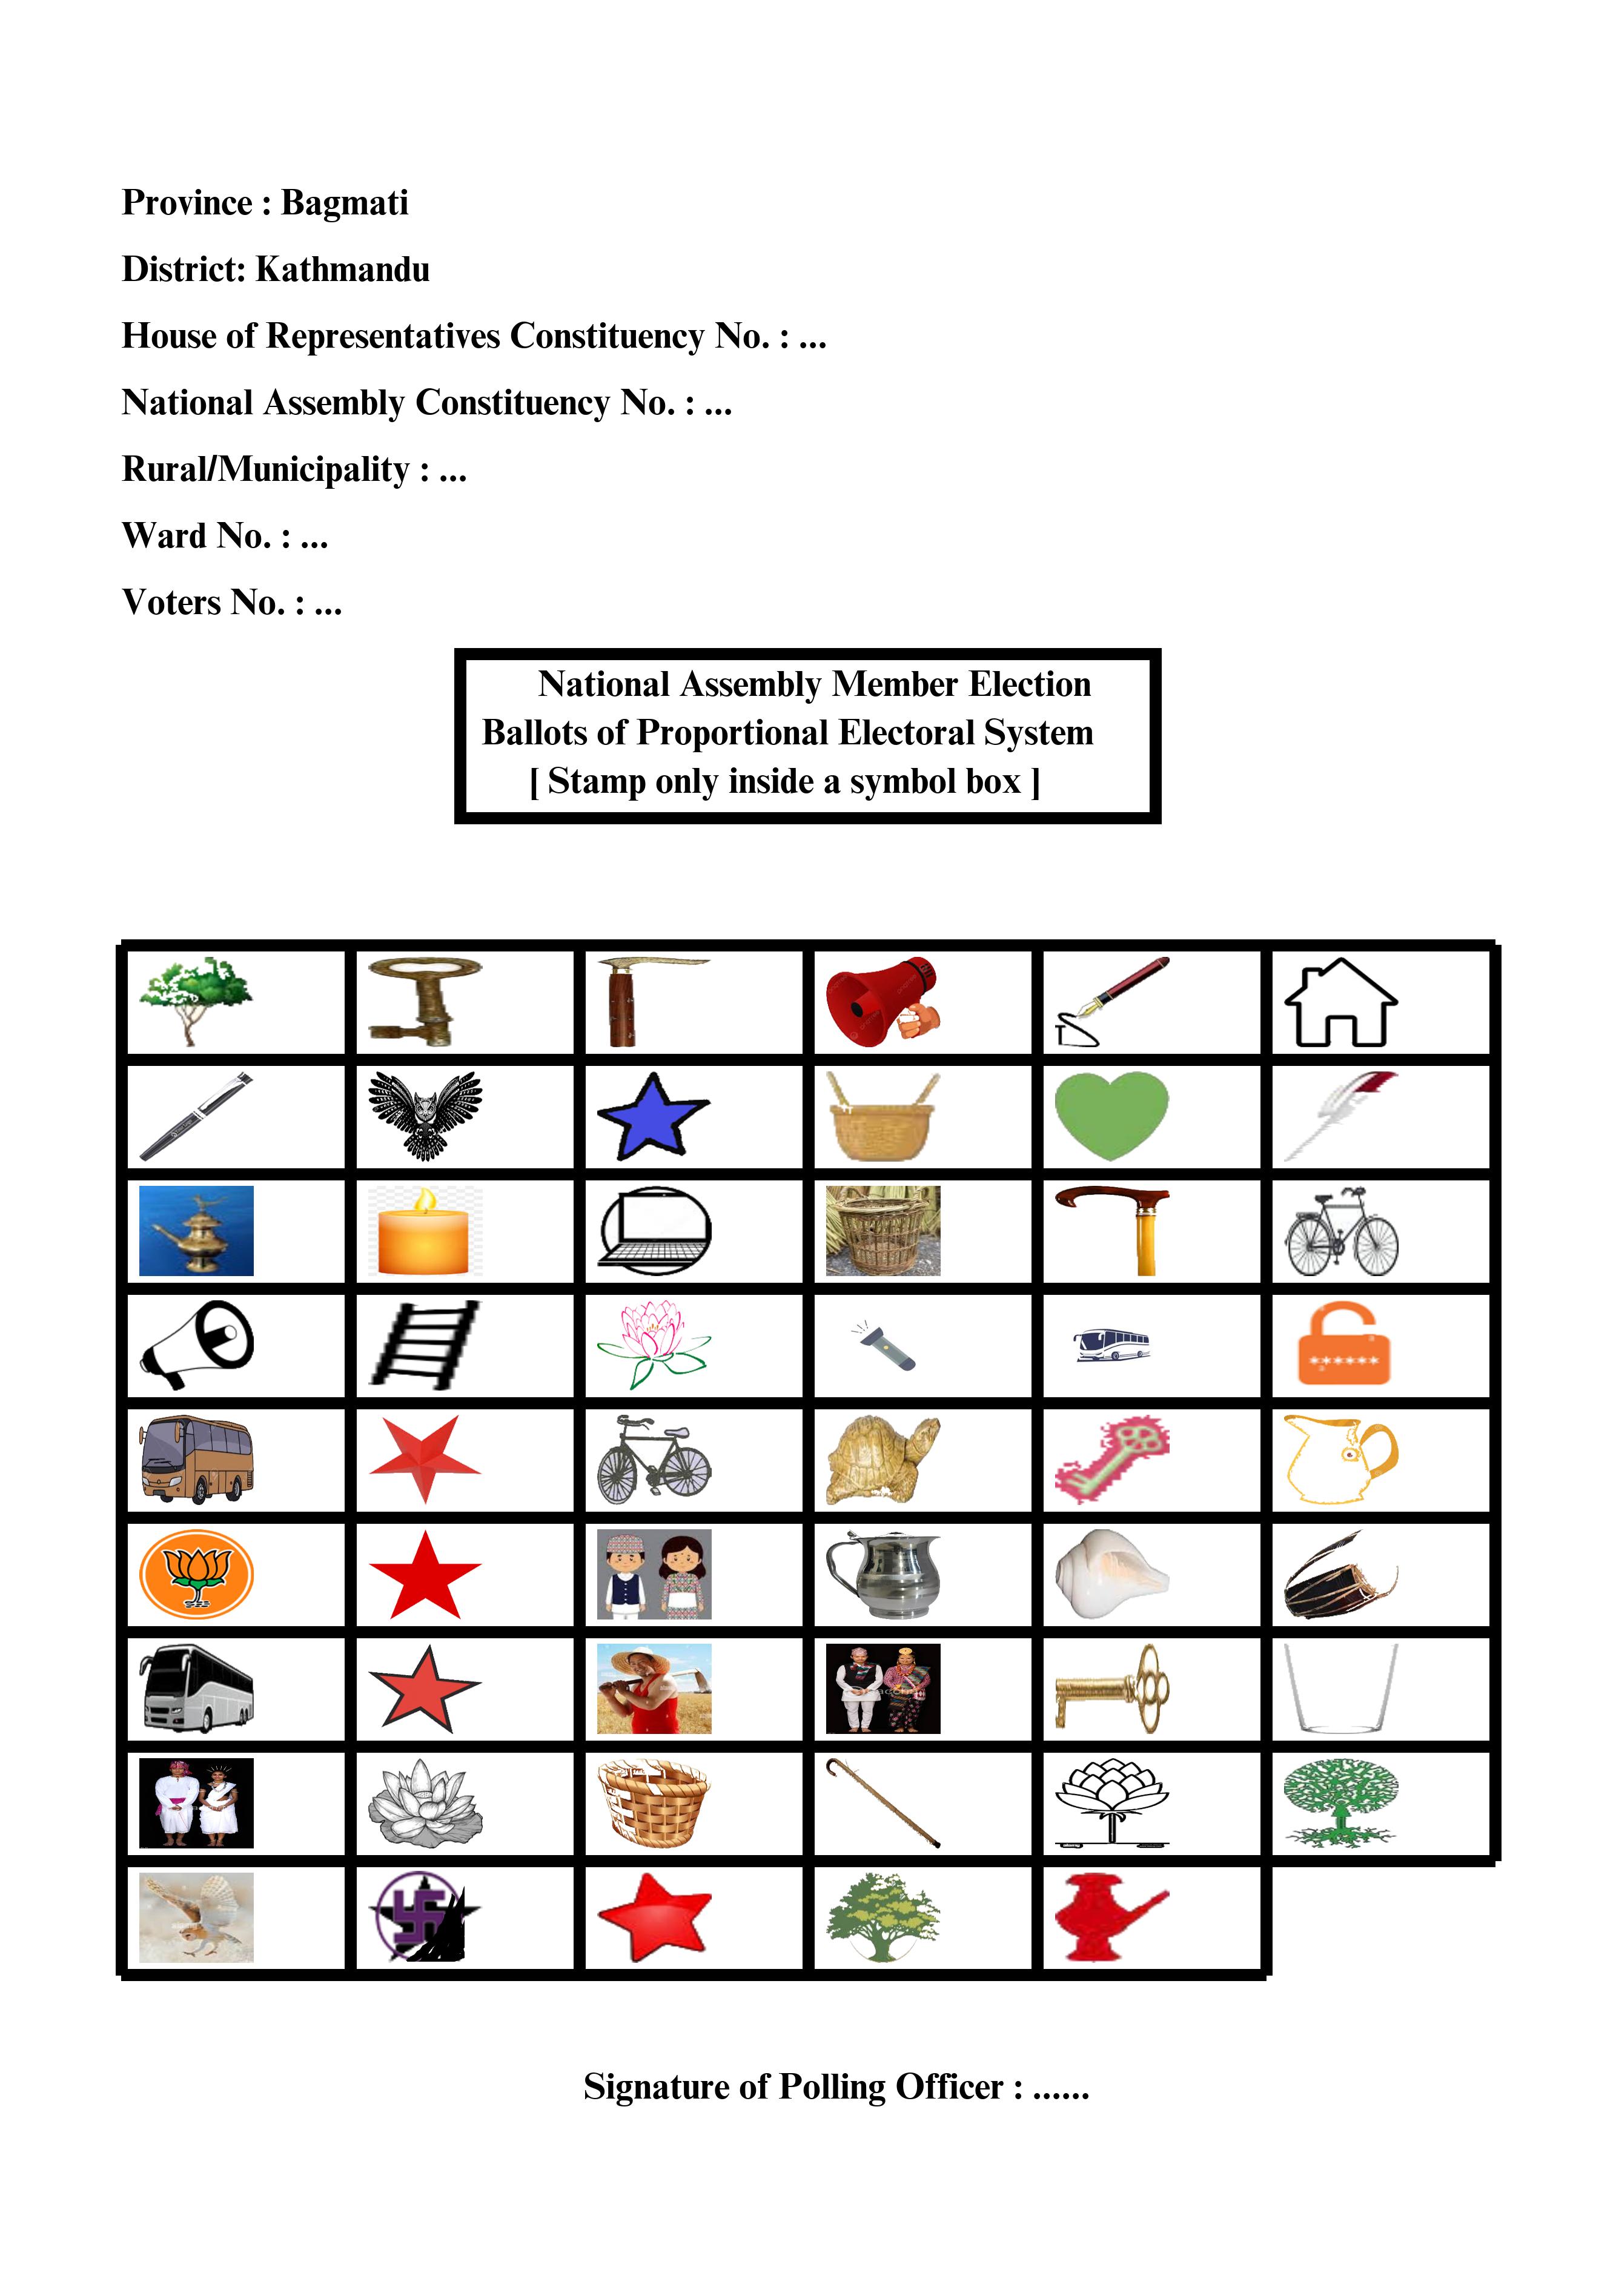 Province : Bagmati
District: Kathmandu
House of Representatives Constituency No. : ...
National Assembly Constituency No. : ...
Rural/Municipality : ...
Ward No. : ...
Voters No. : ...
National Assembly Member Election
Ballots of Proportional Electoral System
[ Stamp only inside a symbol box ]
******
Signature of Polling Officer : ......